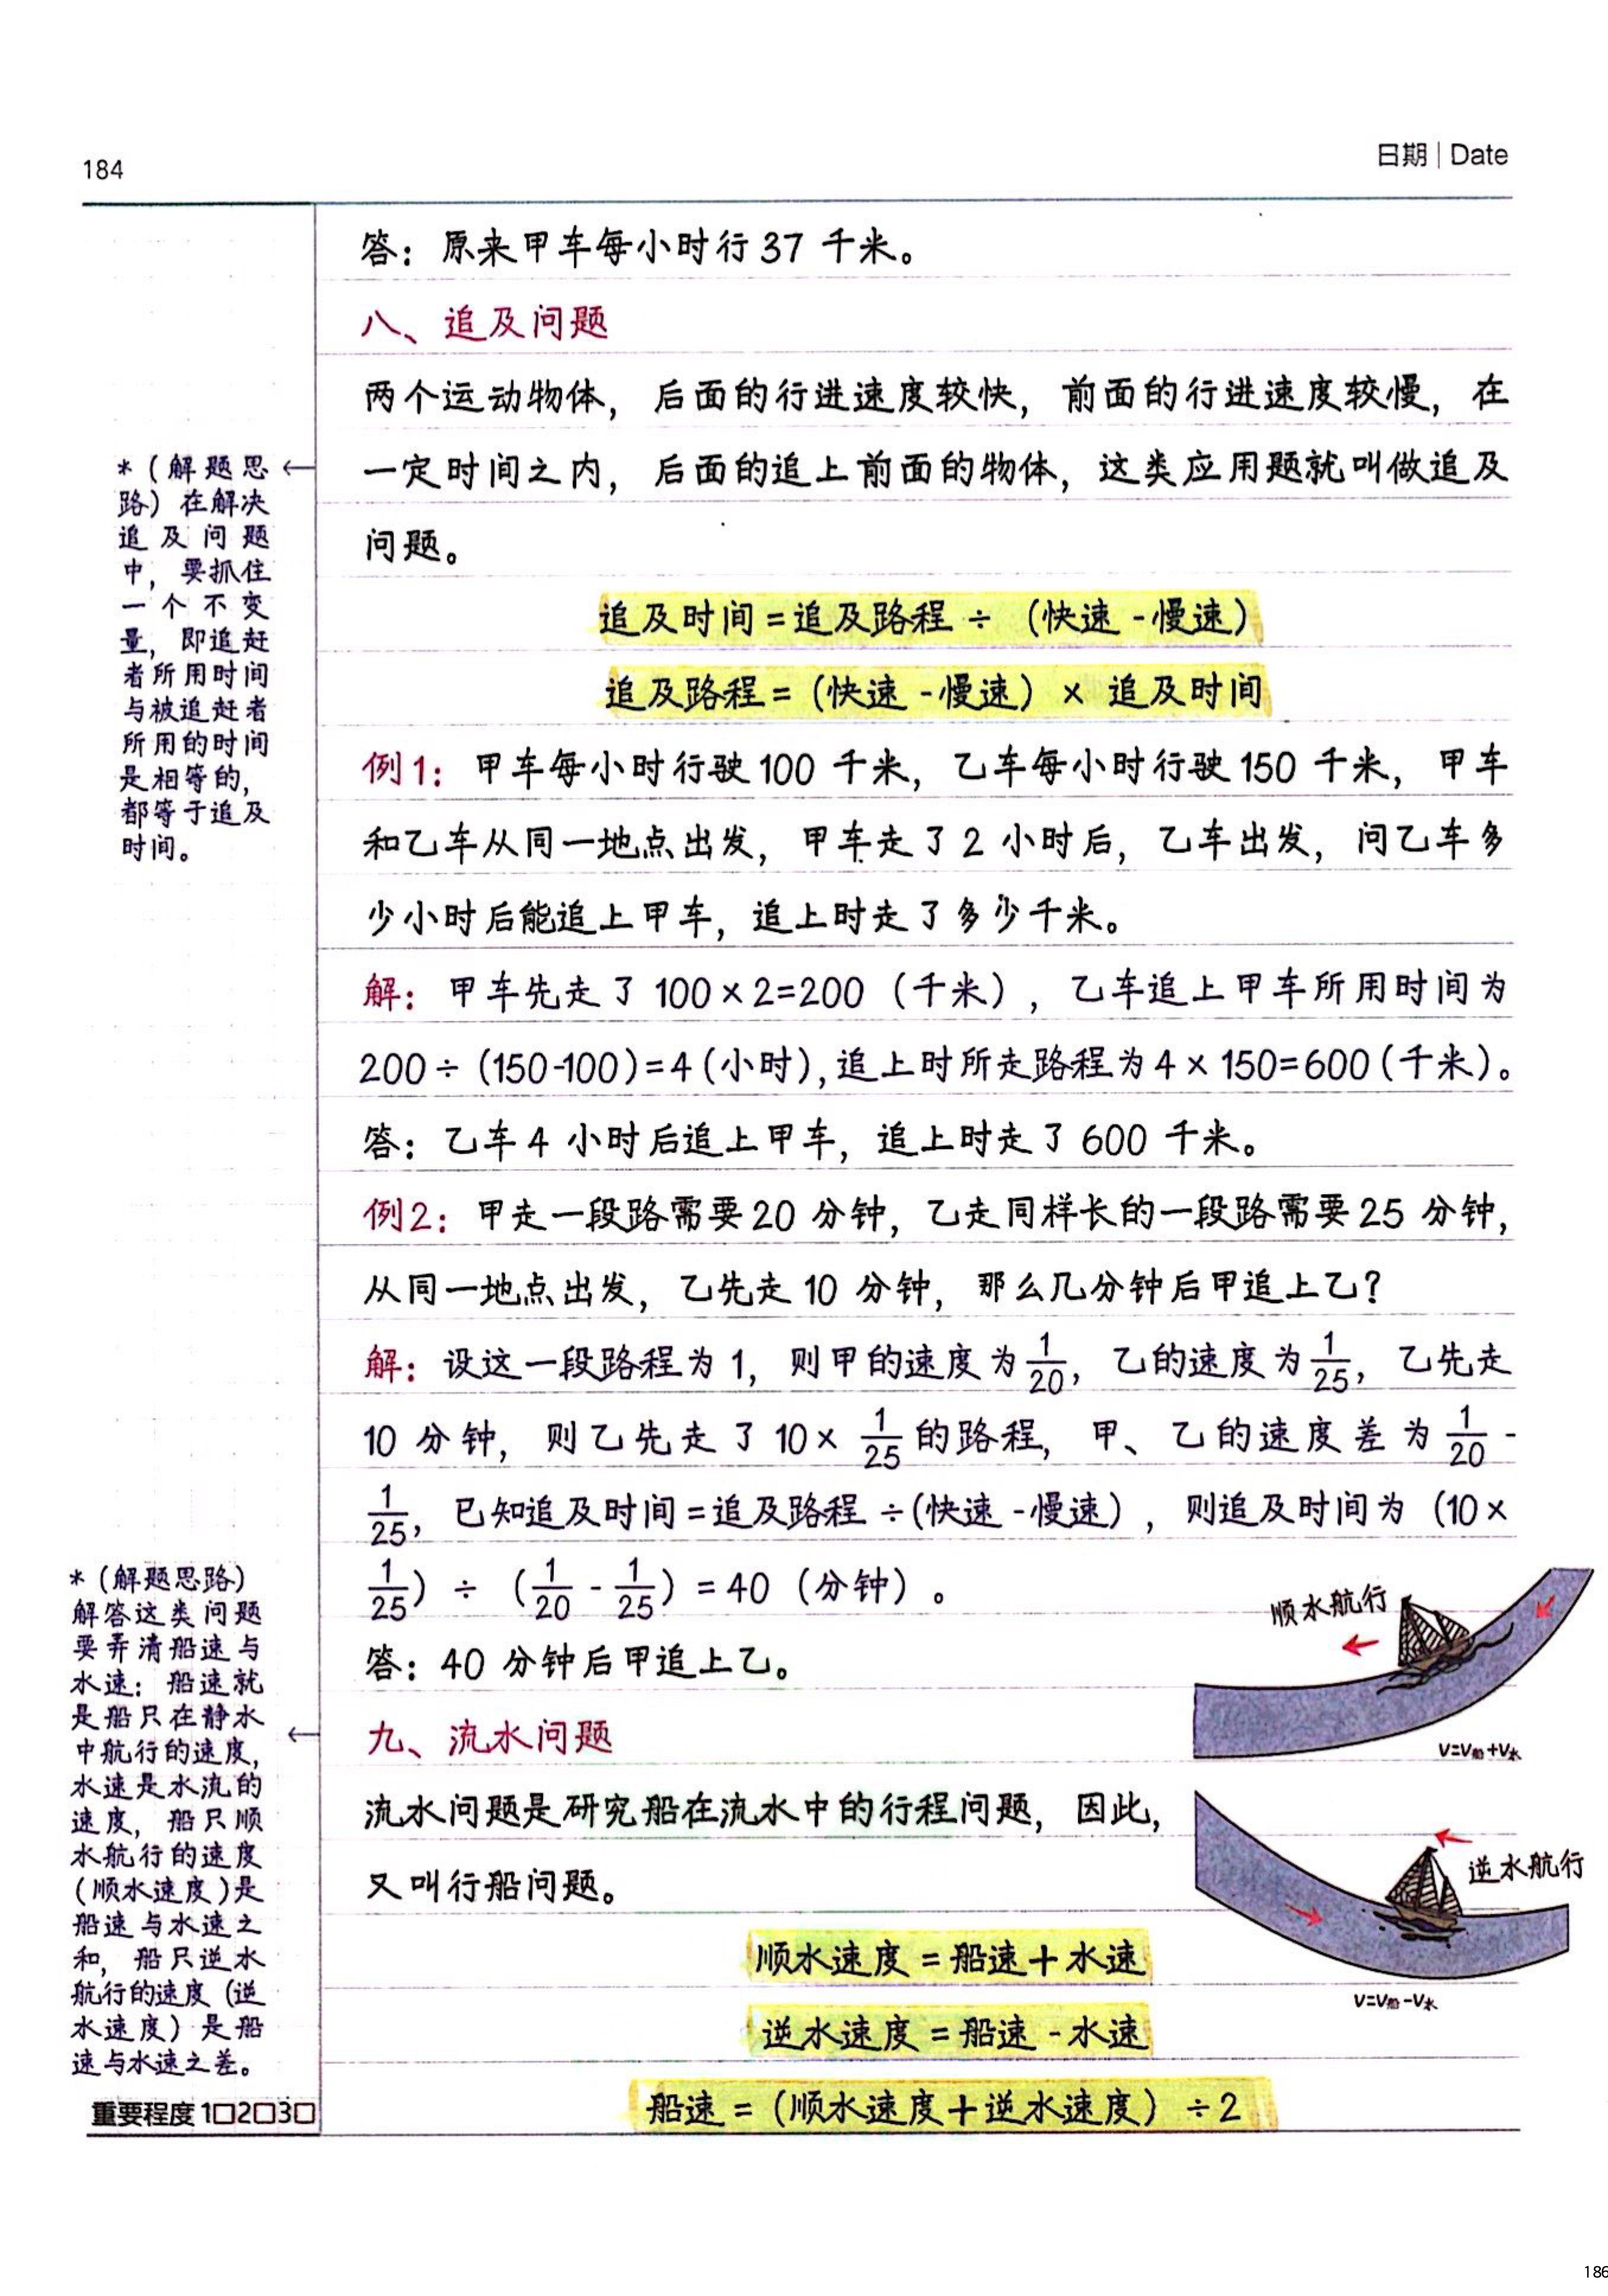 184
日期 | Date
答：原来甲车每小时行 37 千米。
八、追及问题
两个运动物体，后面的行进速度较快，前面的行进速度较慢，在
一定时间之内，后面的追上前面的物体，这类应用题就叫做追及
问题。
*（解题思
路）在解决
追及问题
中，要抓住
一个不变
量，即追赶
者所用时间
与被追赶者
所用的时间
是相等的，
都等于追及
时间。
追及时间=追及路程÷（快速-慢速）
追及路程=（快速-慢速）×追及时间
例1：甲车每小时行驶 100 千米，乙车每小时行驶 150 千米，甲车
和乙车从同一地点出发，甲车走了 2 小时后，乙车出发，问乙车多
少小时后能追上甲车，追上时走了多少千米。
解：甲车先走了 100×2=200（千米），乙车追上甲车所用时间为
200÷(150-100)=4(小时)，追上时所走路程为4×150=600(千米)。
答：乙车 4 小时后追上甲车，追上时走了 600 千米。
例2：甲走一段路需要 20 分钟，乙走同样长的一段路需要 25 分钟，
从同一地点出发，乙先走 10 分钟，那么几分钟后甲追上乙？
解：设这一段路程为 1，则甲的速度为1/20，乙的速度为1/25，乙先走
10 分钟，则乙先走了 10×1/25的路程，甲、乙的速度差为1/20-
1/25，已知追及时间=追及路程÷(快速-慢速），则追及时间为（10×
1/25）÷（1/20-1/25）=40（分钟）。
答：40 分钟后甲追上乙。
九、流水问题
流水问题是研究船在流水中的行程问题，因此，
又叫行船问题。
*（解题思路）
解答这类问题
要弄清船速与
水速：船速就
是船只在静水
中航行的速度，
水速是水流的
速度，船只顺
水航行的速度
（顺水速度）是
船速与水速之
和，船只逆水
航行的速度（逆
水速度）是船
速与水速之差。
顺水航行
V=V船+V水
逆水航行
V=V船-V水
顺水速度=船速+水速
逆水速度=船速-水速
船速=（顺水速度+逆水速度）÷2
重要程度 1□2□3□
186